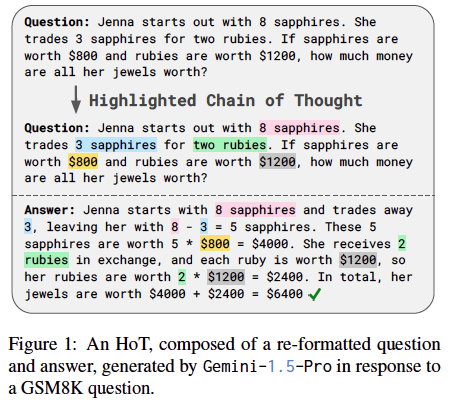 Question: Jenna starts out with 8 sapphires. She
trades 3 sapphires for two rubies. If sapphires are
worth $800 and rubies are worth $1200, how much money
are all her jewels worth?
Highlighted Chain of Thought
Question: Jenna starts out with 8 sapphires. She
trades 3 sapphires for two rubies. If sapphires are
worth $800 and rubies are worth $1200, how much money
are all her jewels worth?
Answer: Jenna starts with 8 sapphires and trades away
3, leaving her with 8 - 3 = 5 sapphires. These 5
sapphires are worth 5 * $800 = $4000. She receives 2
rubies in exchange, and each ruby is worth $1200, so
her rubies are worth 2 * $1200 = $2400. In total, her
jewels are worth $4000 + $2400 = $6400 ✓
Figure 1: An HoT, composed of a re-formatted question
and answer, generated by Gemini-1.5-Pro in response to
a GSM8K question.